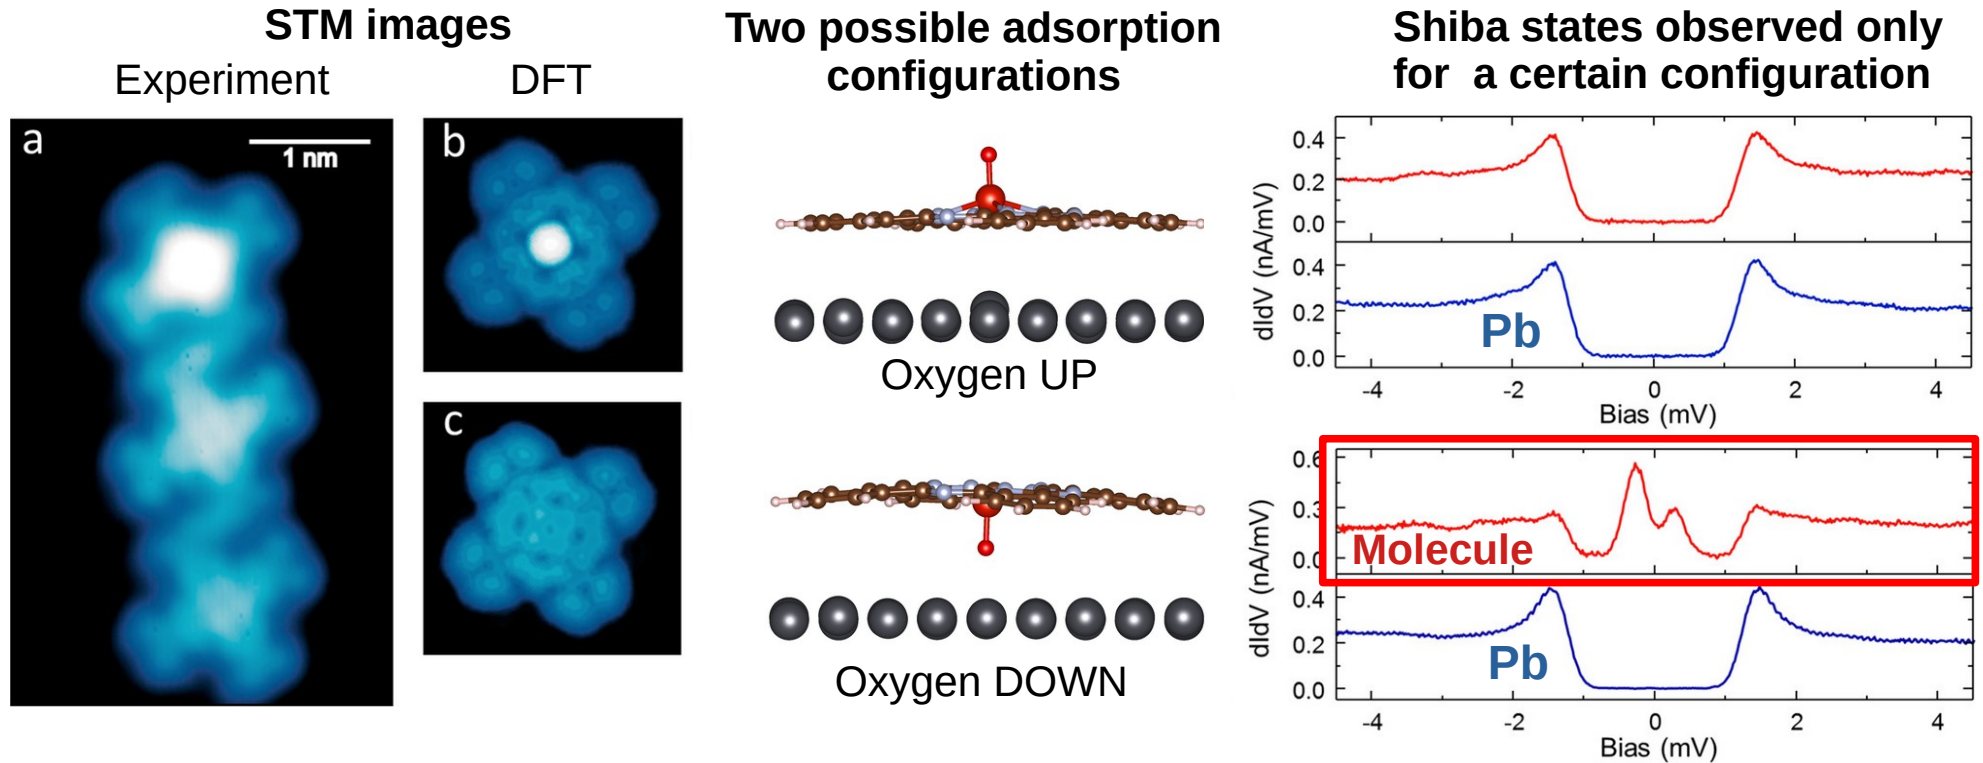 STM images
Experiment
DFT
a
1 nm
b
c
Two possible adsorption
configurations
Oxygen UP
Oxygen DOWN
Shiba states observed only
for  a certain configuration
0.4
0.2
0.0
0.4
0.2
0.0
dIdV (nA/mV)
Pb
-4
-2
0
2
4
Bias (mV)
0.6
0.3
0.0
Molecule
0.4
0.2
0.0
dIdV (nA/mV)
Pb
-4
-2
0
2
4
Bias (mV)